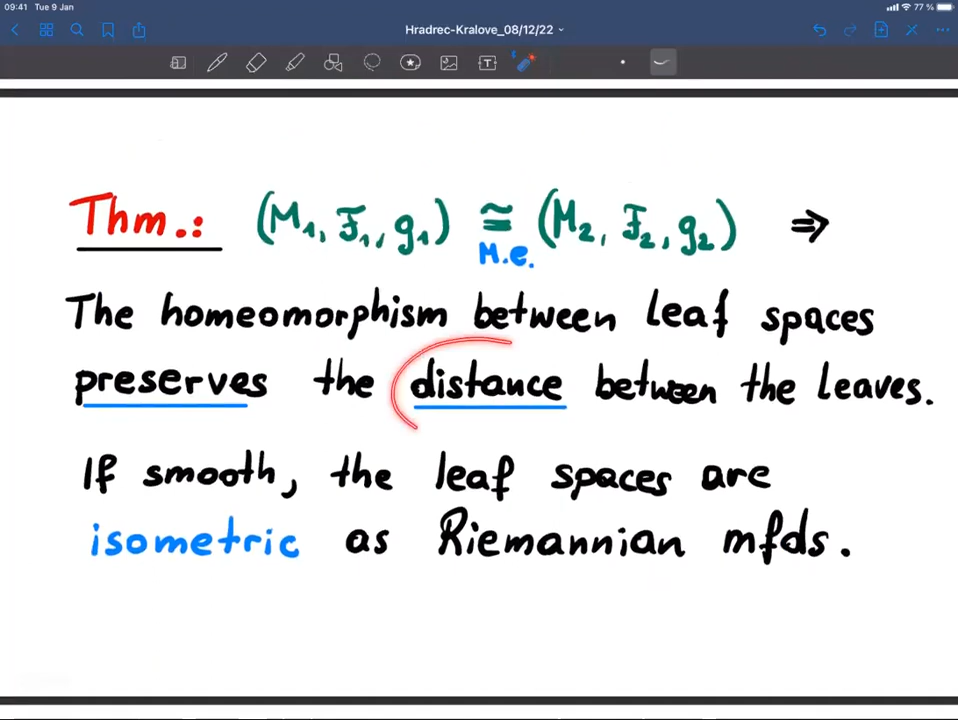 09:41 Tue 9 Jan 77 %
Hradrec-Kralove_08/12/22
Thm.: (M₁, F₁, g₁) ≅ (M₂, F₂, g₂) ⇒
M.e.
The homeomorphism between leaf spaces
preserves the distance between the leaves.
If smooth, the leaf spaces are
isometric as Riemannian mfds.